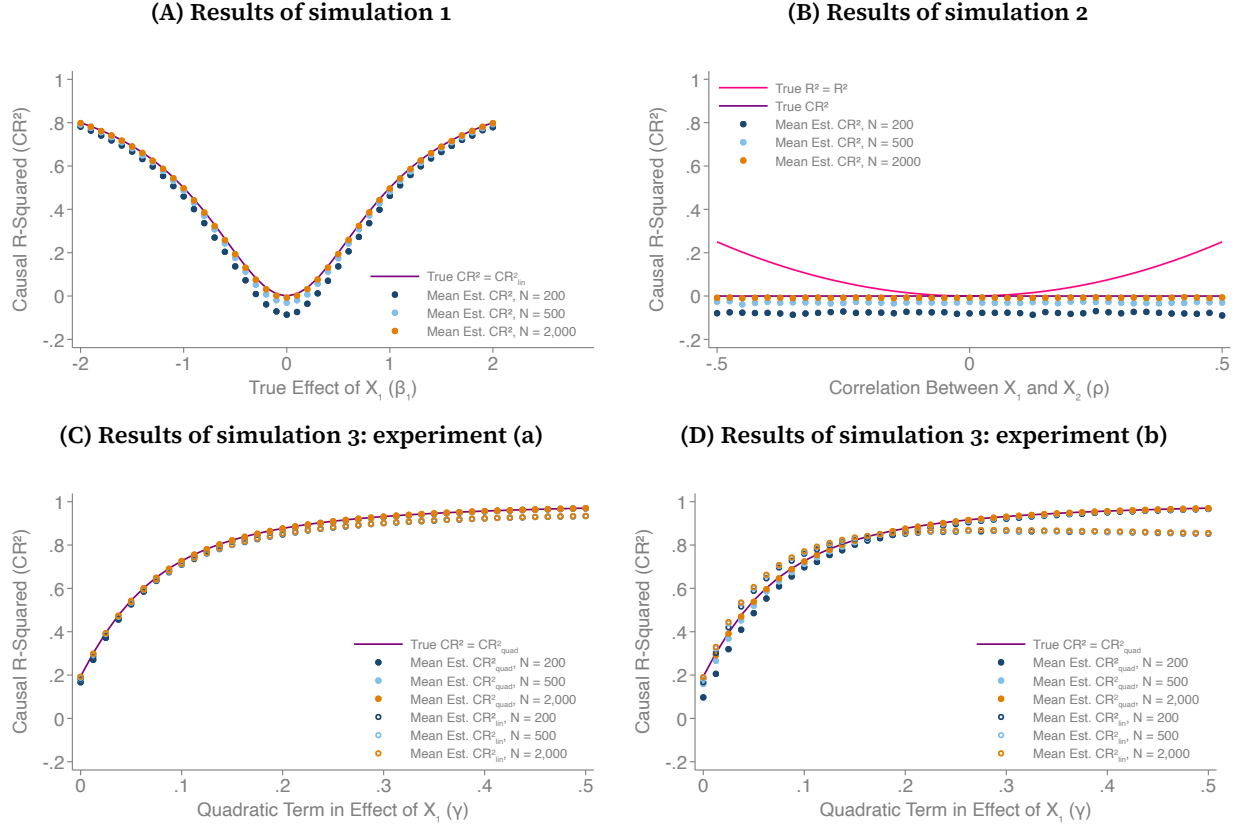 (A) Results of simulation 1
Causal R-Squared (CR²)
1
.8
.6
.4
.2
0
-.2
-2
-1
0
1
2
True Effect of X₁ (β₁)
True CR² = CR²lin
Mean Est. CR², N = 200
Mean Est. CR², N = 500
Mean Est. CR², N = 2,000
(B) Results of simulation 2
Causal R-Squared (CR²)
1
.8
.6
.4
.2
0
-.2
-.5
0
.5
Correlation Between X₁ and X₂ (ρ)
True R² = R²
True CR²
Mean Est. CR², N = 200
Mean Est. CR², N = 500
Mean Est. CR², N = 2000
(C) Results of simulation 3: experiment (a)
Causal R-Squared (CR²)
1
.8
.6
.4
.2
0
-.2
0
.1
.2
.3
.4
.5
Quadratic Term in Effect of X₁ (γ)
True CR² = CR²quad
Mean Est. CR²quad, N = 200
Mean Est. CR²quad, N = 500
Mean Est. CR²quad, N = 2,000
Mean Est. CR²lin, N = 200
Mean Est. CR²lin, N = 500
Mean Est. CR²lin, N = 2,000
(D) Results of simulation 3: experiment (b)
Causal R-Squared (CR²)
1
.8
.6
.4
.2
0
-.2
0
.1
.2
.3
.4
.5
Quadratic Term in Effect of X₁ (γ)
True CR² = CR²quad
Mean Est. CR²quad, N = 200
Mean Est. CR²quad, N = 500
Mean Est. CR²quad, N = 2,000
Mean Est. CR²lin, N = 200
Mean Est. CR²lin, N = 500
Mean Est. CR²lin, N = 2,000